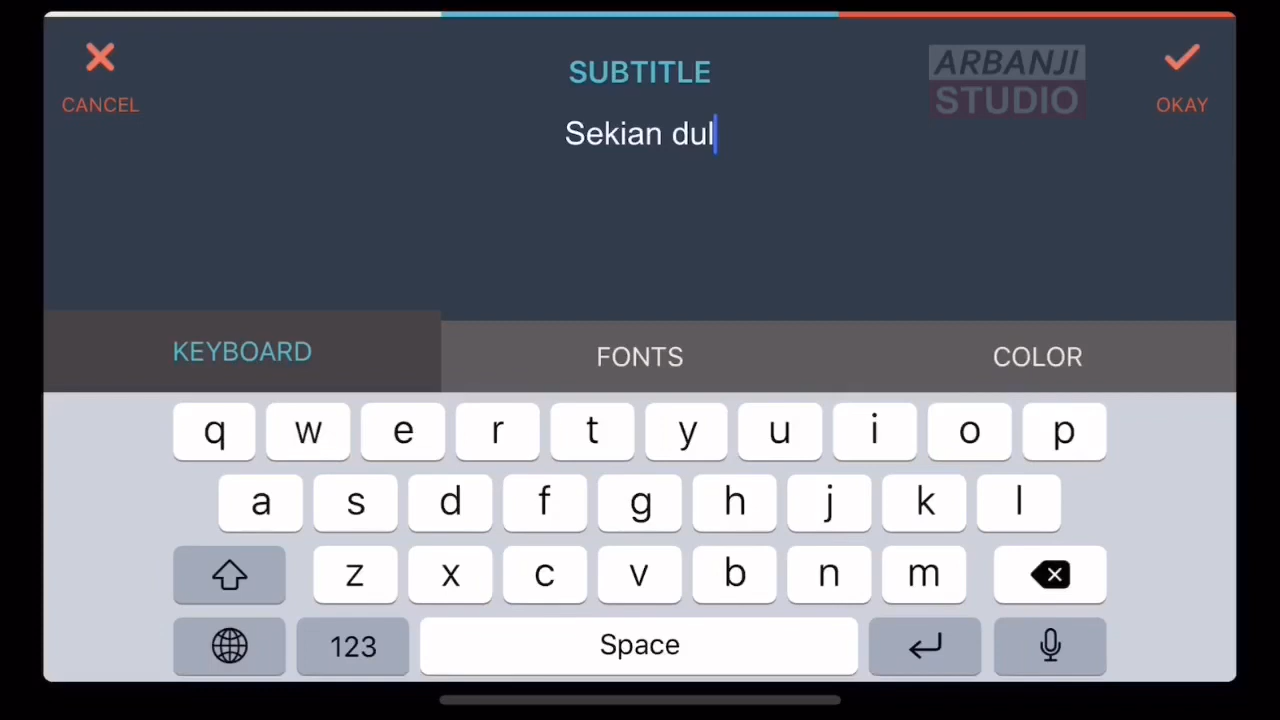 SUBTITLE
ARBANJI
STUDIO
CANCEL
OKAY
Sekian dul
KEYBOARD
FONTS
COLOR
q w e r t y u i o p
a s d f g h j k l
z x c v b n m
123
Space